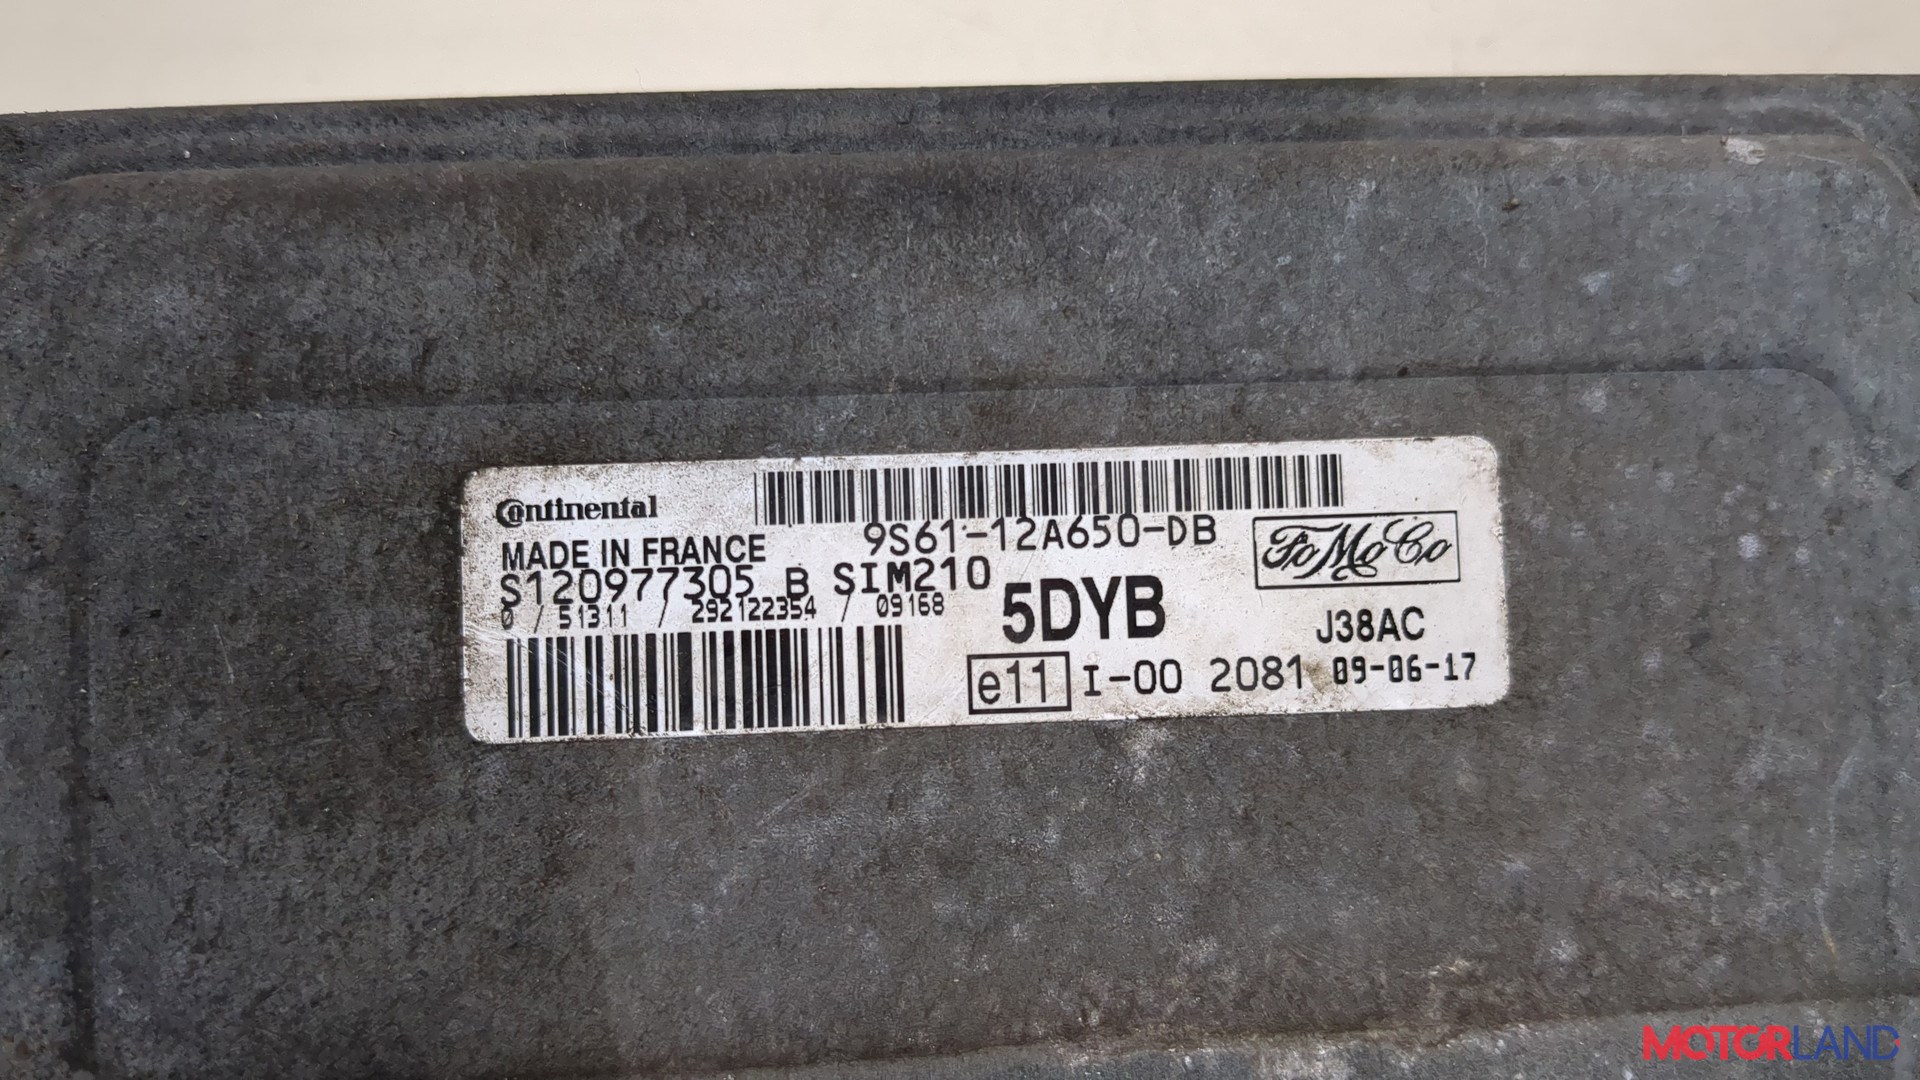 Continental
MADE IN FRANCE
9S61-12A650-DB
FoMoCo
S120977305 B SIM210
0 / 51311 / 292122354 / 09168
5DYB
J38AC
e11 I-00 2081 09-06-17
MOTORLAND